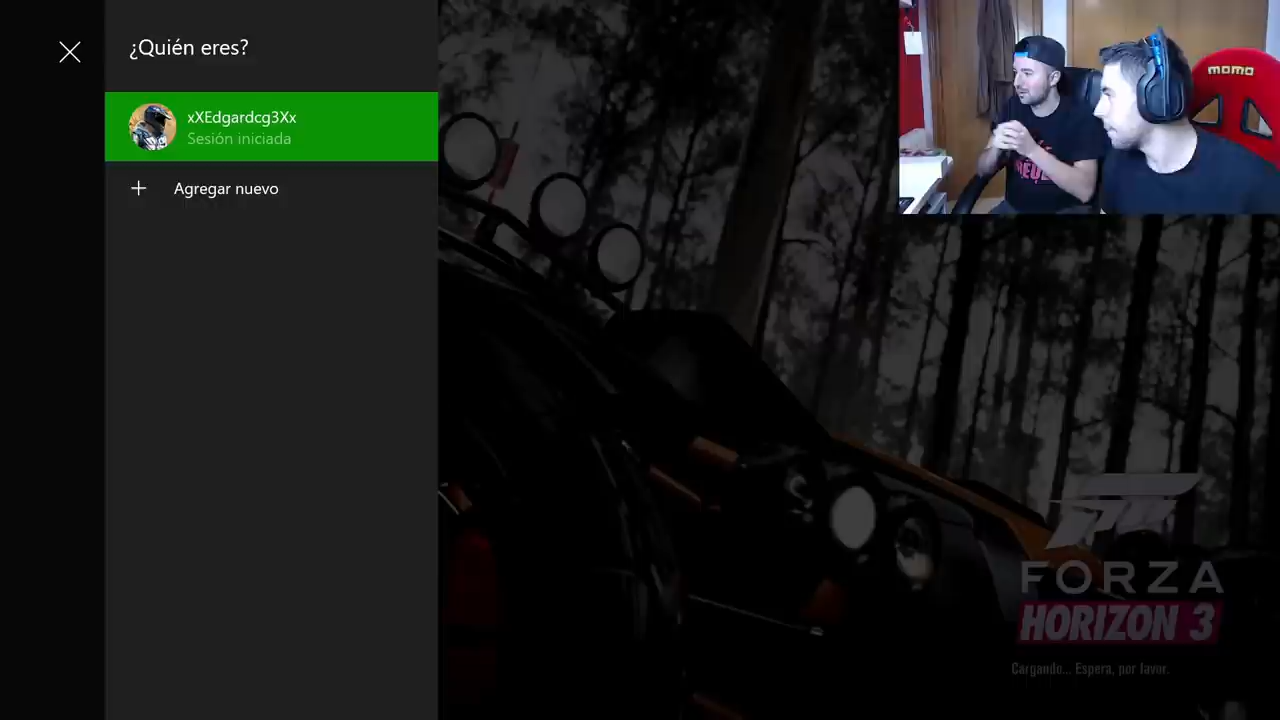 ¿Quién eres?
xXEdgardcg3Xx
Sesión iniciada
Agregar nuevo
momo
FORZA
HORIZON 3
Cargando... Espera, por favor.